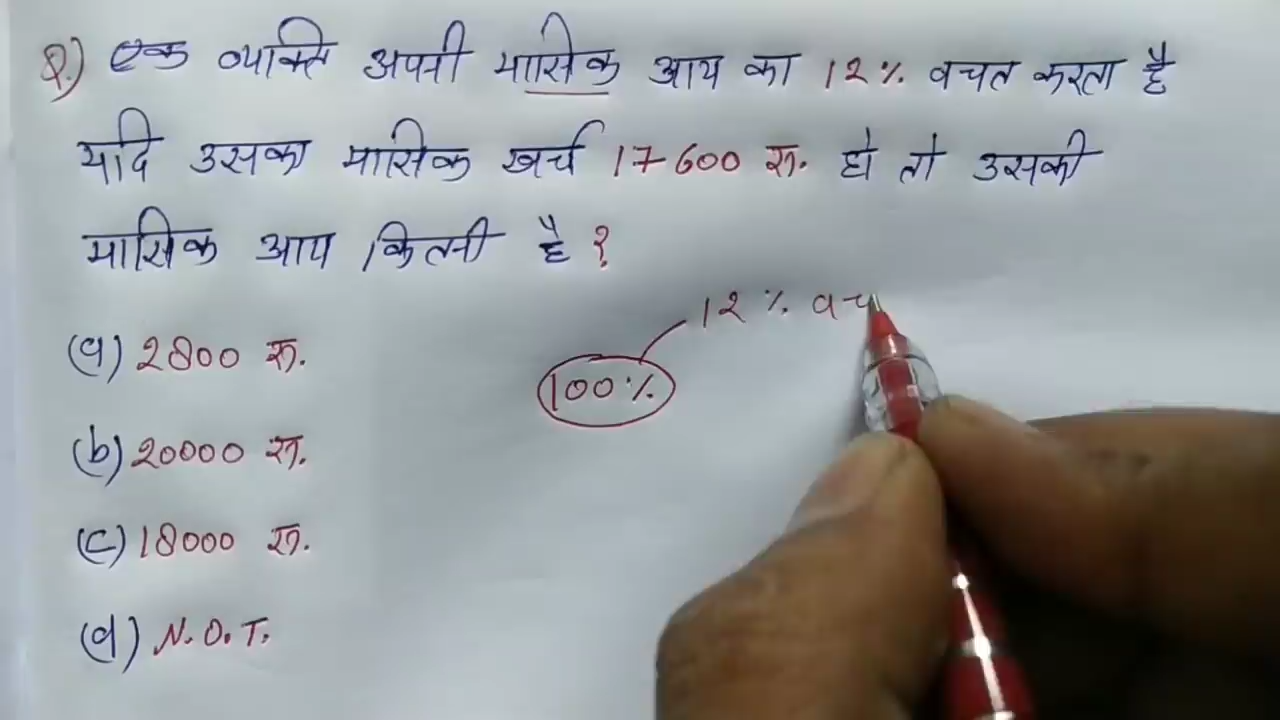 Q.) एक व्यक्ति अपनी मासिक आय का 12% बचत करता है
यदि उसका मासिक खर्च 17600 रु. हो तो उसकी
मासिक आय कितनी है ?
12% बच
100%
(a) 2800 रु.
(b) 20000 रु.
(c) 18000 रु.
(d) N.O.T.